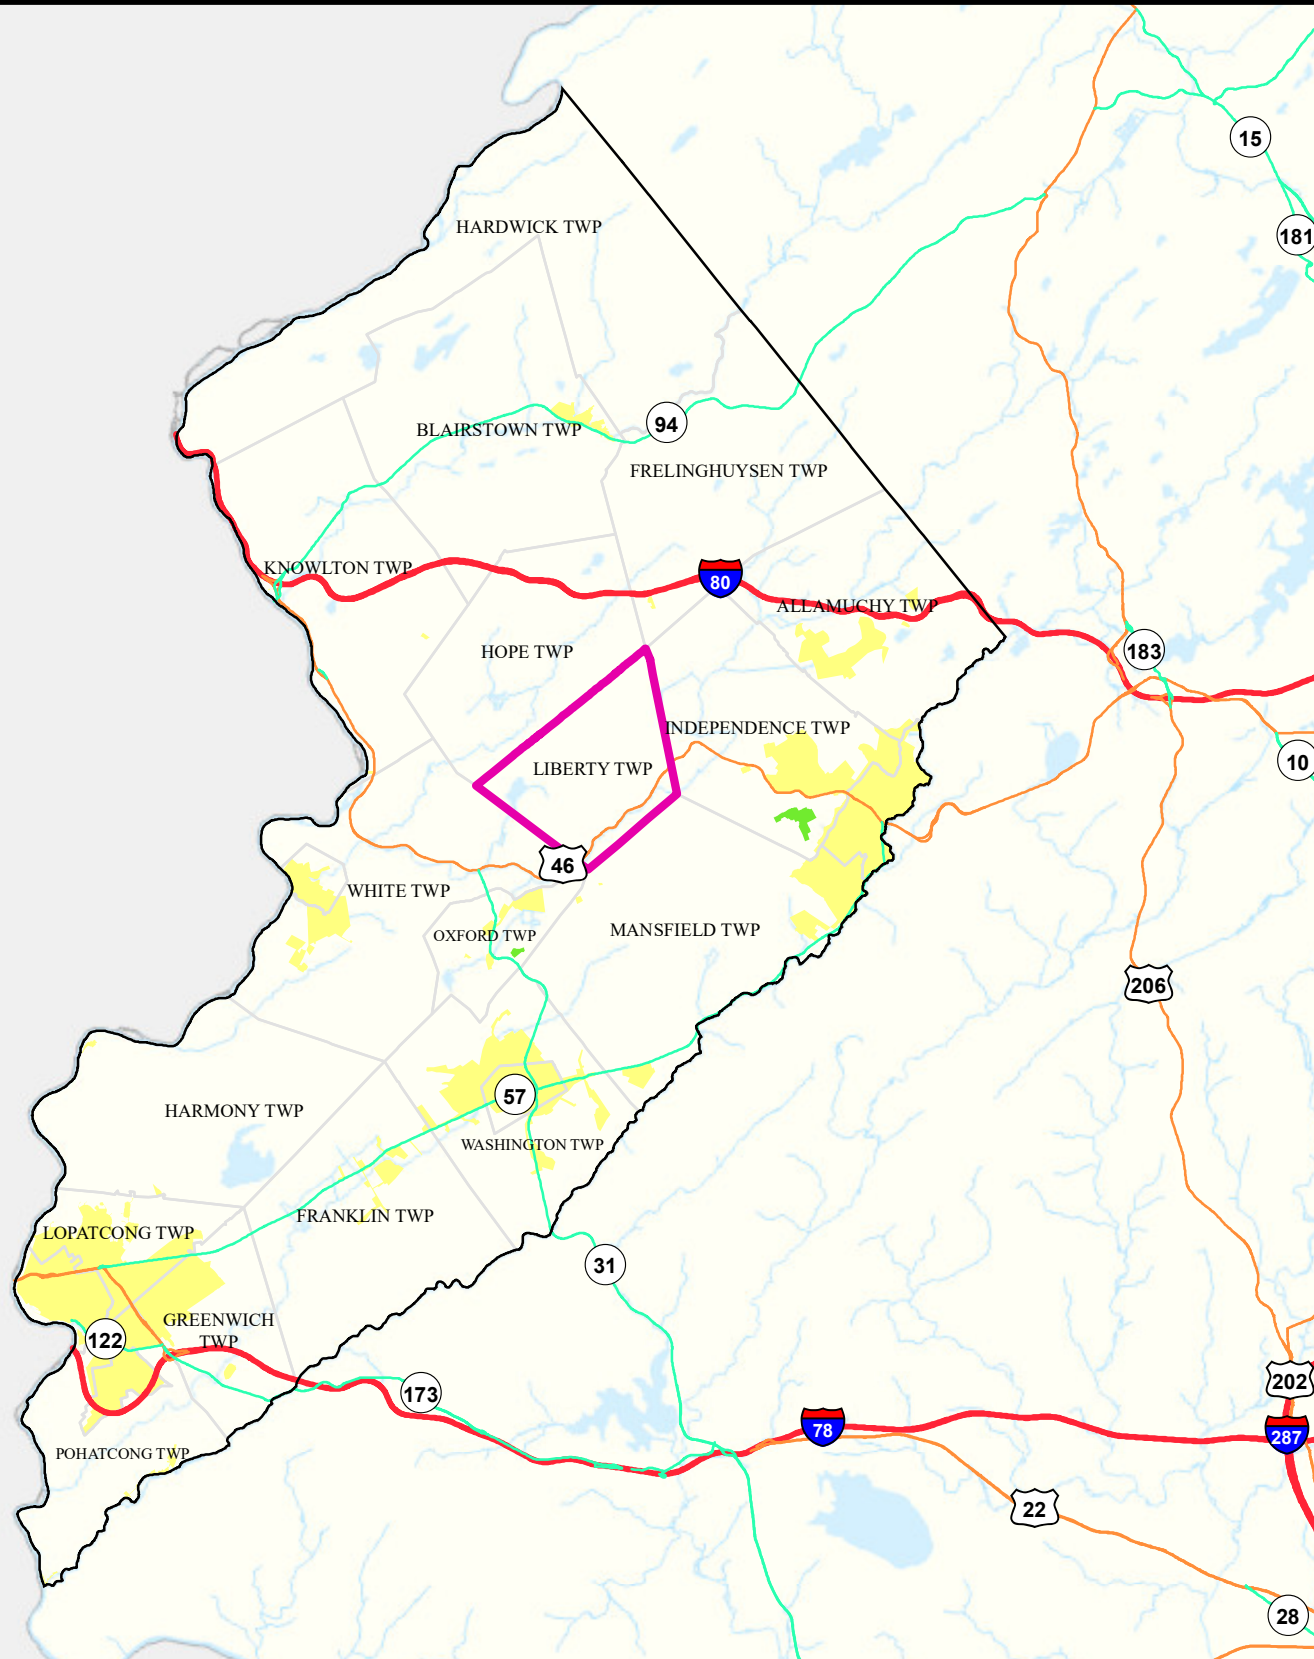 15
181
HARDWICK TWP
94
BLAIRSTOWN TWP
FRELINGHUYSEN TWP
KNOWLTON TWP
80
ALLAMUCHY TWP
HOPE TWP
183
INDEPENDENCE TWP
LIBERTY TWP
10
46
WHITE TWP
OXFORD TWP
MANSFIELD TWP
206
57
HARMONY TWP
WASHINGTON TWP
FRANKLIN TWP
LOPATCONG TWP
31
GREENWICH
TWP
122
173
202
78
287
POHATCONG TWP
22
28